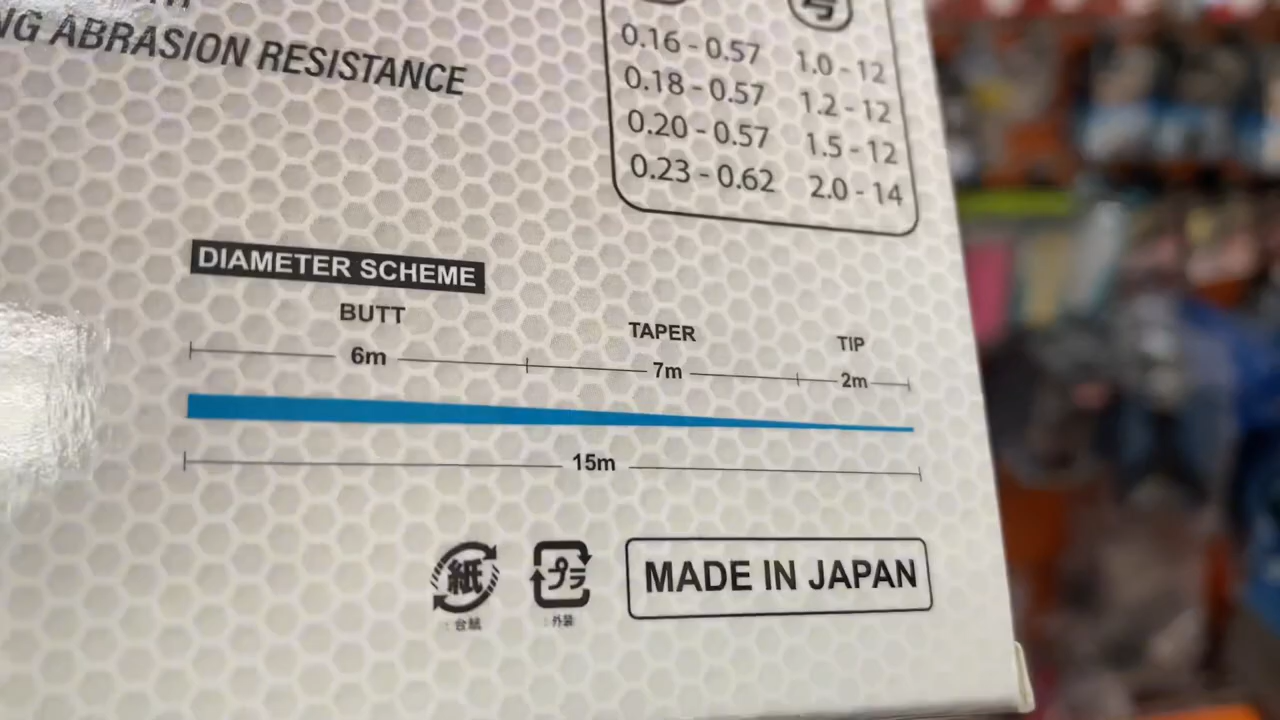 NG ABRASION RESISTANCE
号
0.16 - 0.57 1.0 - 12
0.18 - 0.57 1.2 - 12
0.20 - 0.57 1.5 - 12
0.23 - 0.62 2.0 - 14
DIAMETER SCHEME
BUTT TAPER TIP
6m 7m 2m
15m
紙 プラ
:台紙 :外装
MADE IN JAPAN